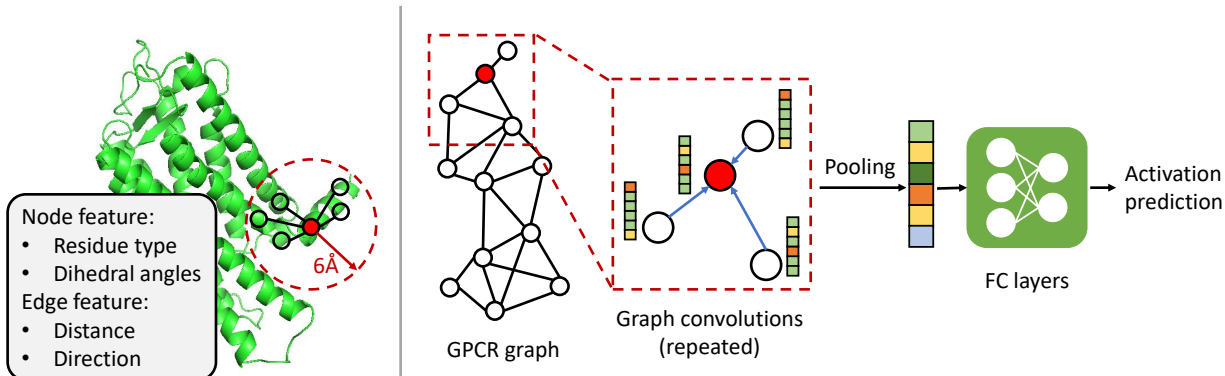 Node feature:
• Residue type
• Dihedral angles
Edge feature:
• Distance
• Direction
6Å
GPCR graph
Graph convolutions
(repeated)
Pooling
FC layers
Activation
prediction